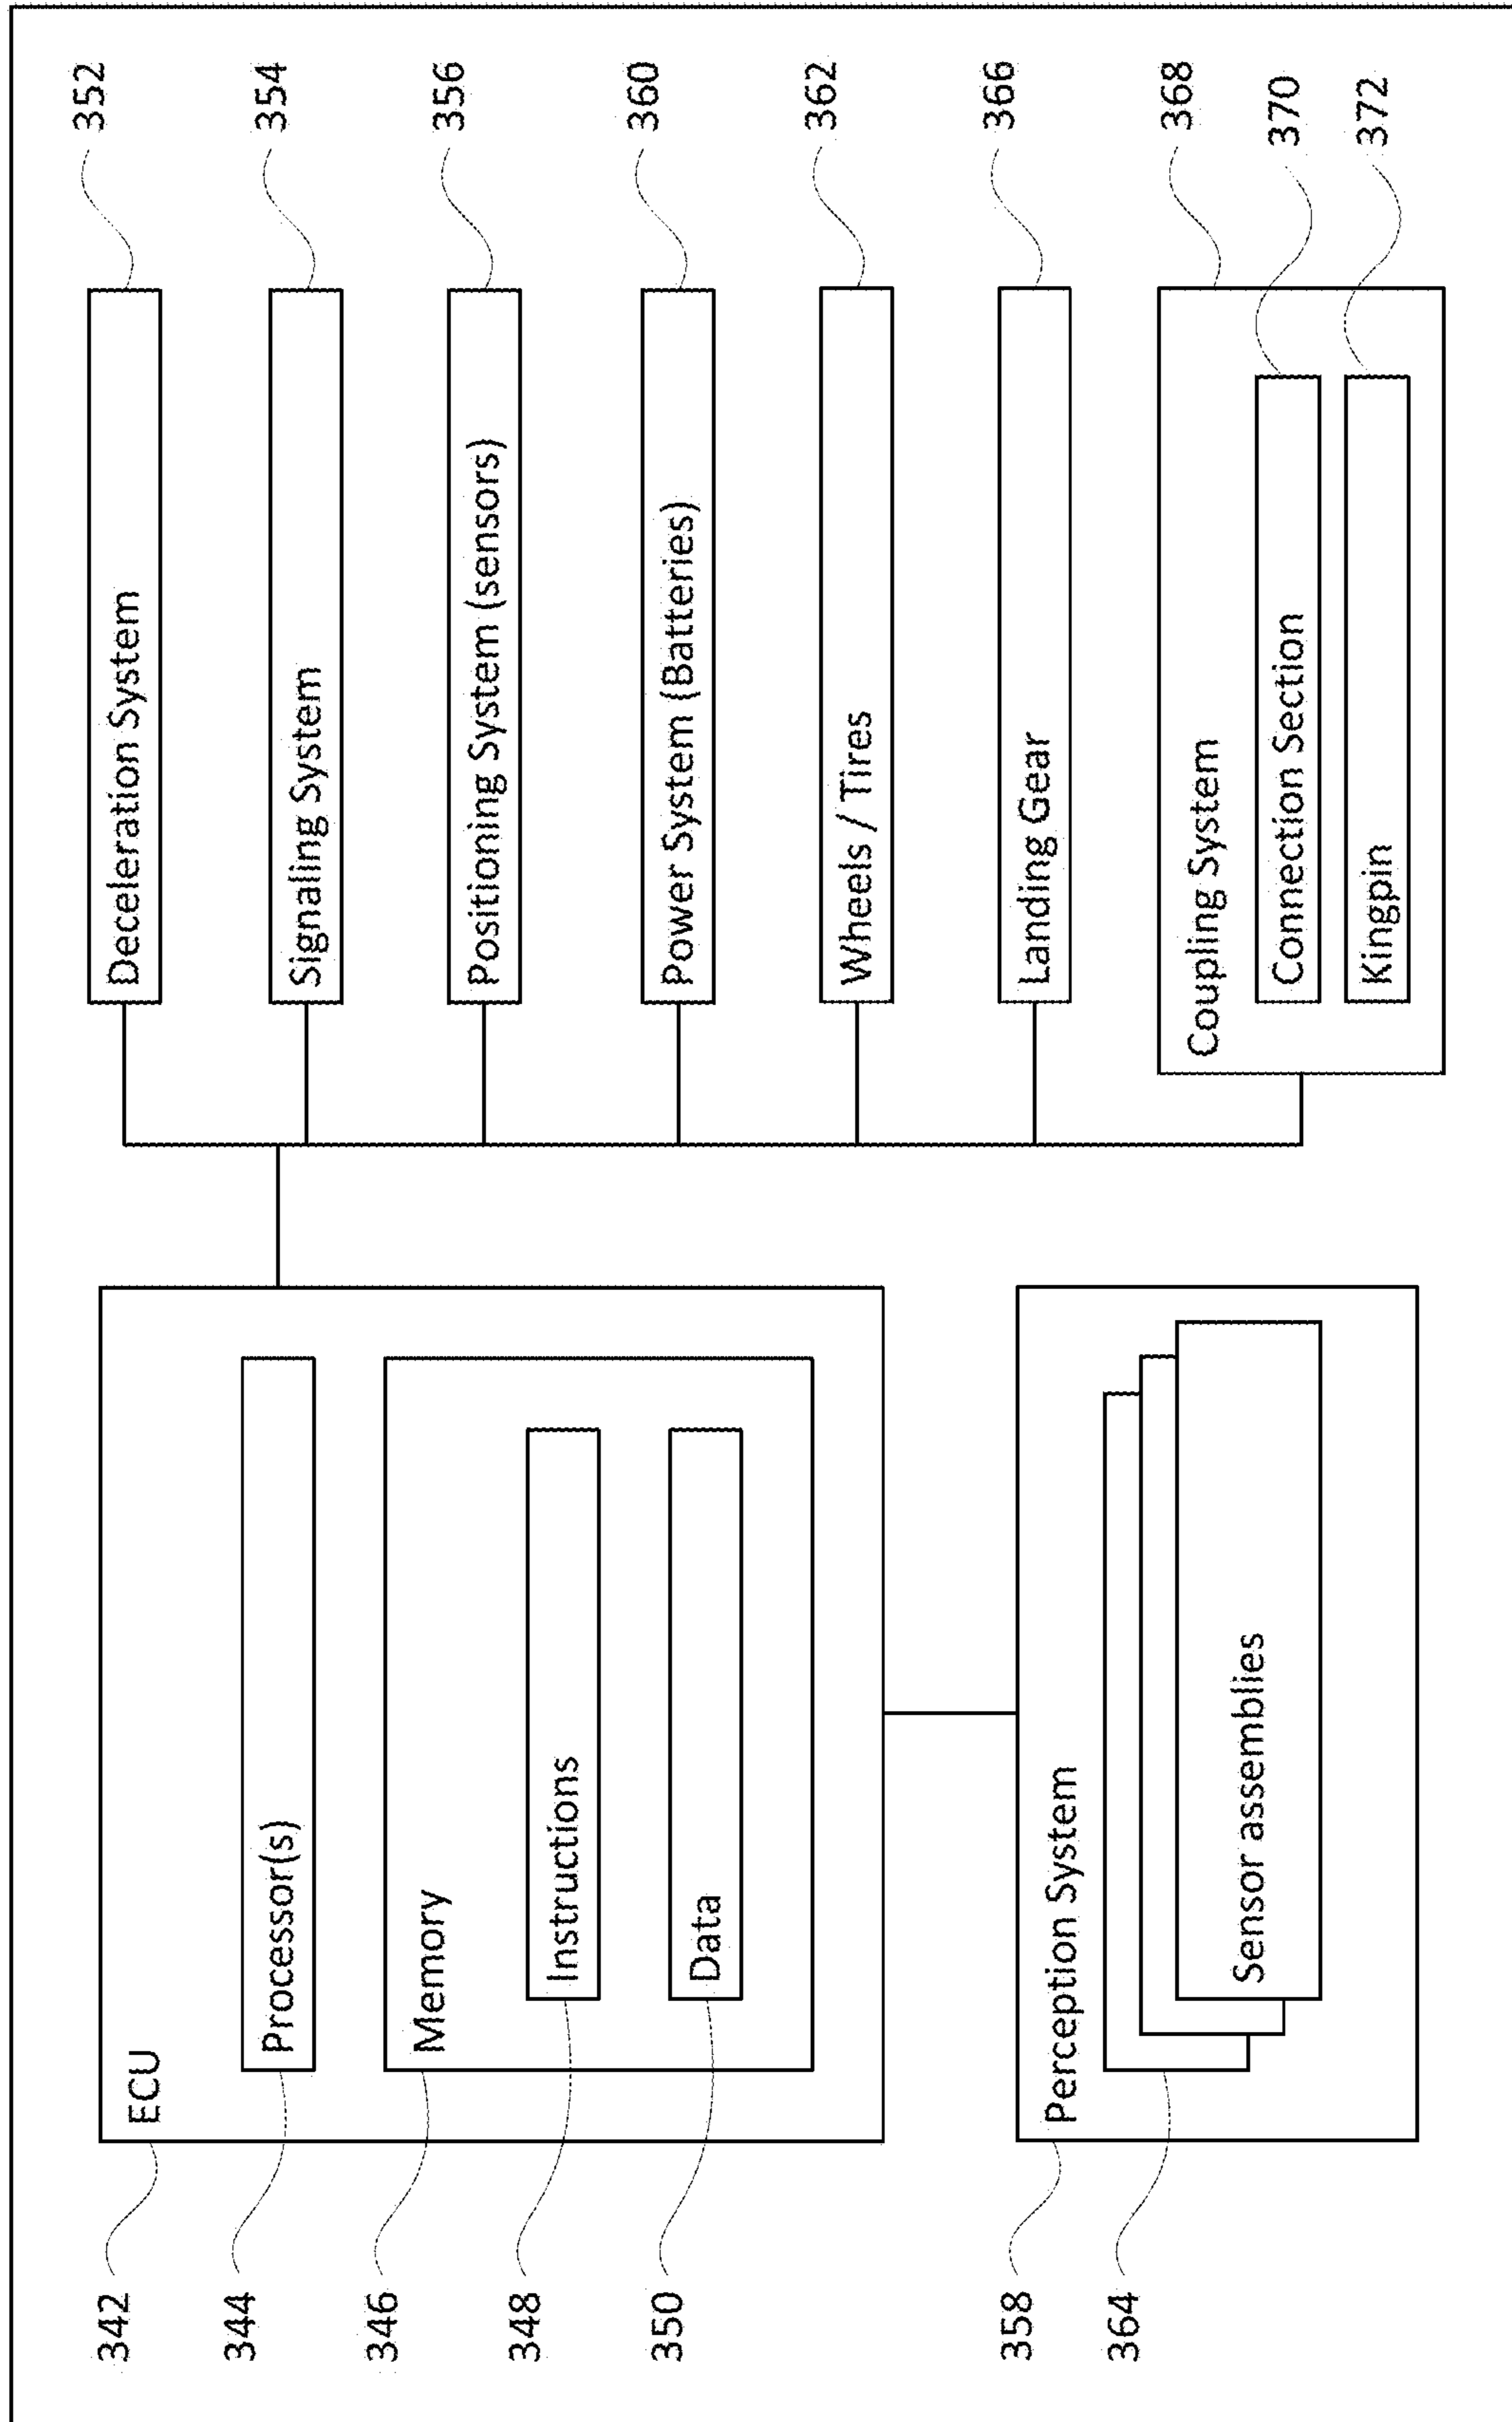 342
ECU
344
Processor(s)
346
Memory
348
Instructions
350
Data
358
Perception System
364
Sensor assemblies
Deceleration System
352
Signaling System
354
Positioning System (sensors)
356
Power System (Batteries)
360
Wheels / Tires
362
Landing Gear
366
Coupling System
368
Connection Section
370
Kingpin
372